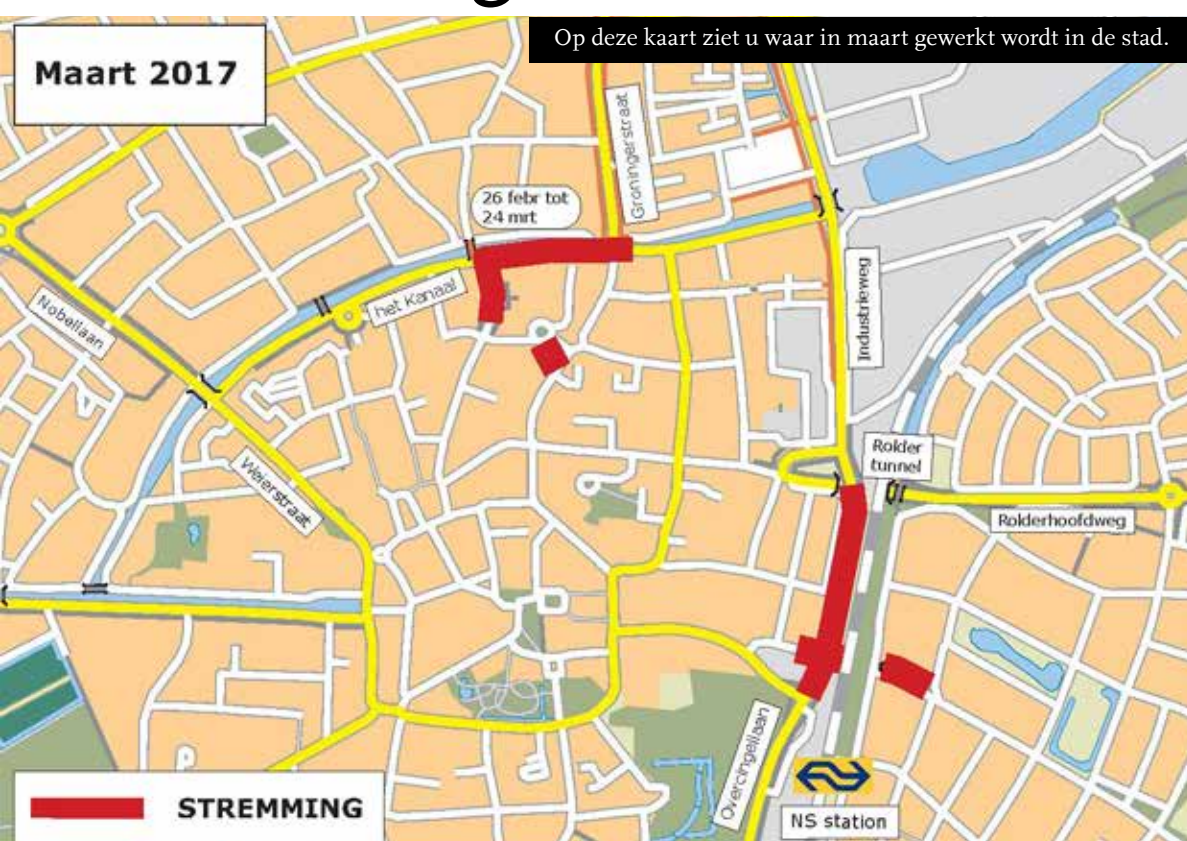 Op deze kaart ziet u waar in maart gewerkt wordt in de stad.
Maart 2017
Groningerstraat
26 febr tot
24 mrt
het Kanaal
Nobellaan
Industrieweg
Rolder
tunnel
Weierstraat
Rolderhoofdweg
Overcingellaan
STREMMING
NS station